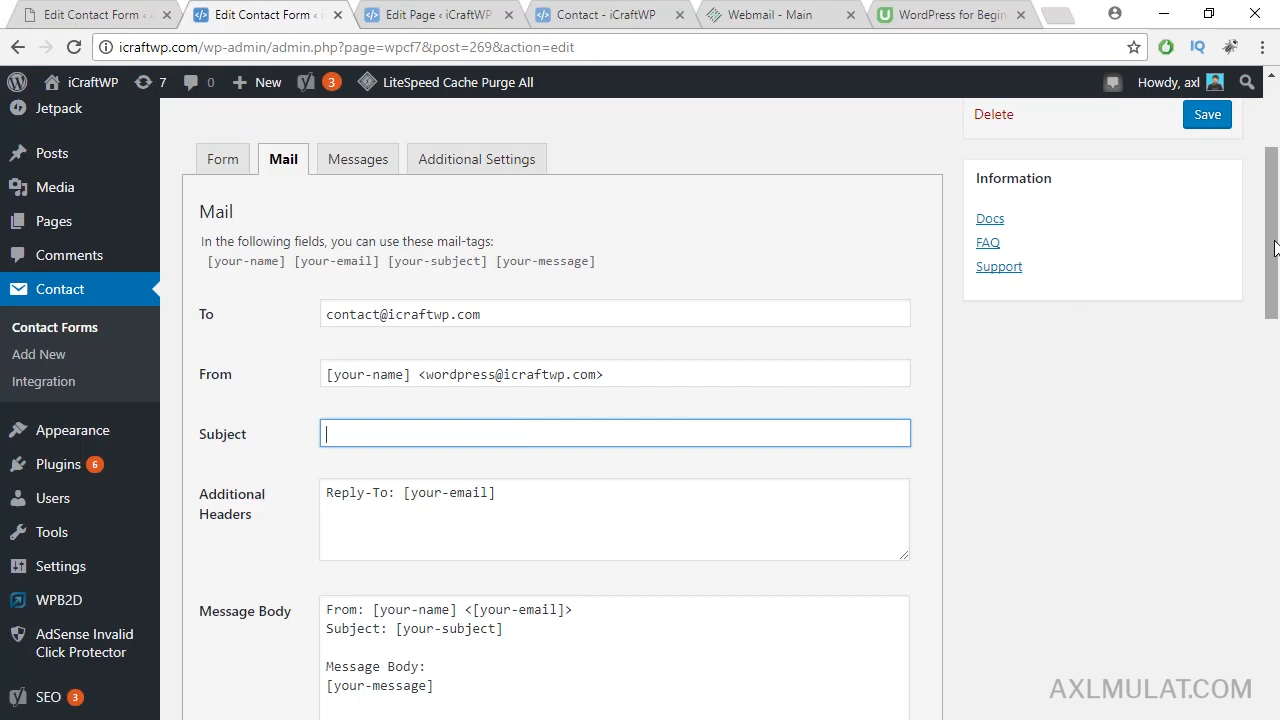 Edit Contact Form < 
Edit Contact Form < 
Edit Page < iCraftWP
Contact - iCraftWP
Webmail - Main
WordPress for Begin
icraftwp.com/wp-admin/admin.php?page=wpcf7&post=269&action=edit
iCraftWP 7 0 New 3 LiteSpeed Cache Purge All Howdy, axl
Jetpack
Posts
Media
Pages
Comments
Contact
Contact Forms
Add New
Integration
Appearance
Plugins 6
Users
Tools
Settings
WPB2D
AdSense Invalid
Click Protector
SEO 3
Form Mail Messages Additional Settings
Mail
In the following fields, you can use these mail-tags:
[your-name] [your-email] [your-subject] [your-message]
To contact@icraftwp.com
From [your-name] <wordpress@icraftwp.com>
Subject
Additional
Headers
Reply-To: [your-email]
Message Body
From: [your-name] <[your-email]>
Subject: [your-subject]
Message Body:
[your-message]
Delete Save
Information
Docs
FAQ
Support
AXLMULAT.COM